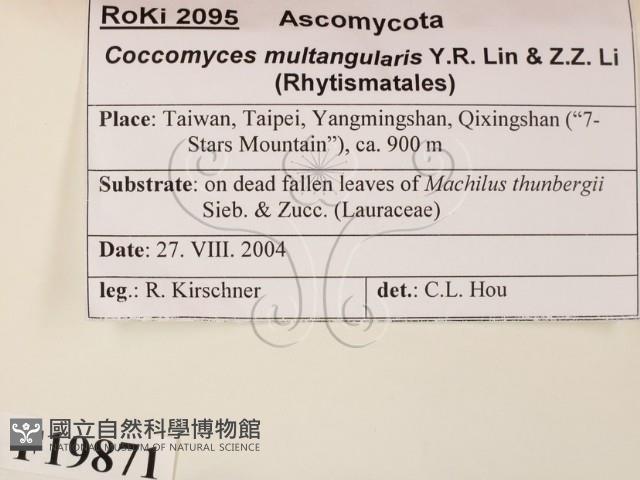 RoKi 2095 Ascomycota
Coccomyces multangularis Y.R. Lin & Z.Z. Li
(Rhytismatales)
Place: Taiwan, Taipei, Yangmingshan, Qixingshan (“7-
Stars Mountain”), ca. 900 m
Substrate: on dead fallen leaves of Machilus thunbergii
Sieb. & Zucc. (Lauraceae)
Date: 27. VIII. 2004
leg.: R. Kirschner det.: C.L. Hou
國立自然科學博物館
NATIONAL MUSEUM OF NATURAL SCIENCE
F19871